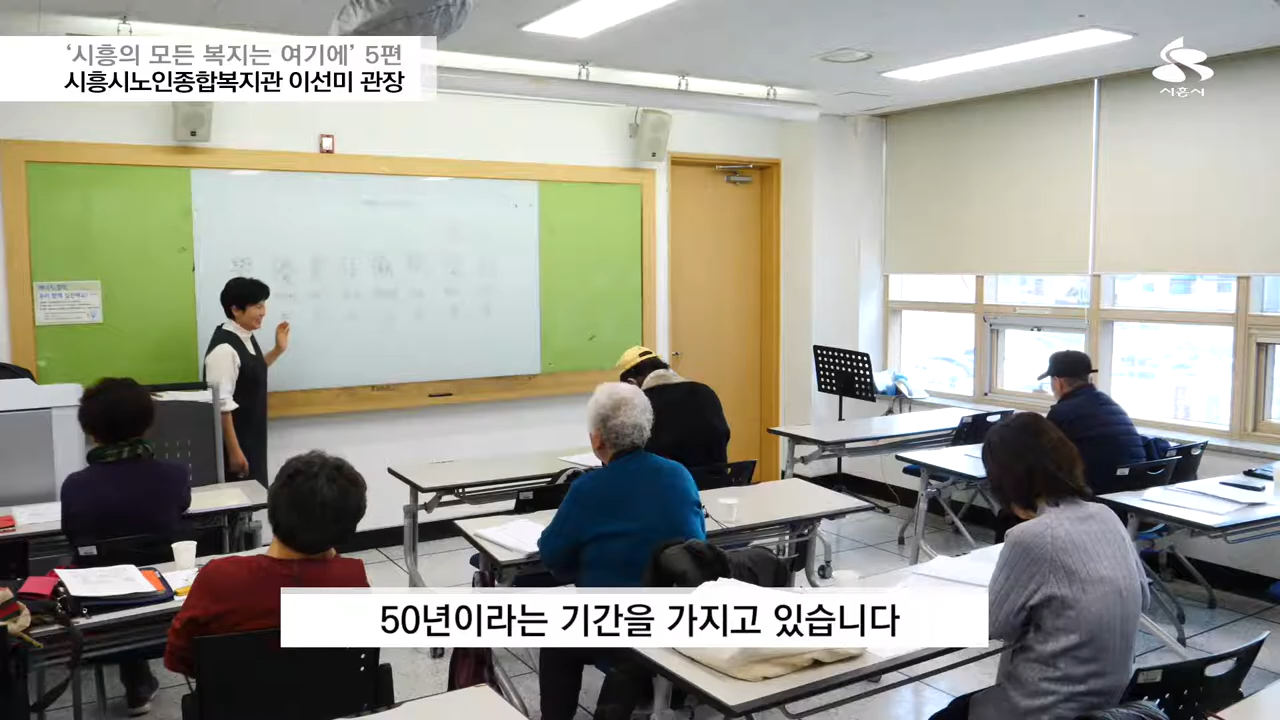 ‘시흥의 모든 복지는 여기에’ 5편
시흥시노인종합복지관 이선미 관장
시흥시
50년이라는 기간을 가지고 있습니다